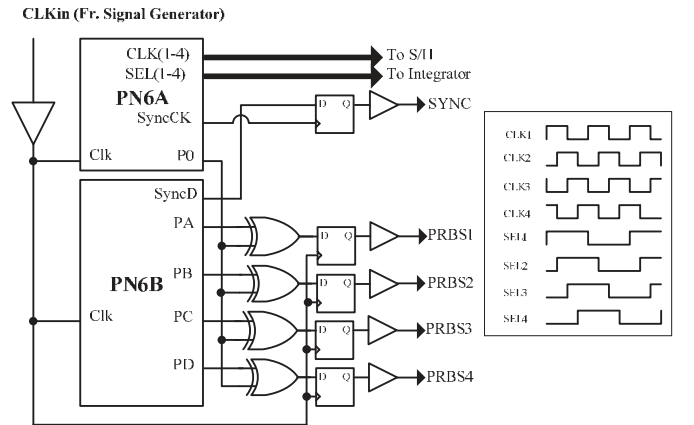 CLKin (Fr. Signal Generator)
CLK(1-4)
To S/H
SEL(1-4)
To Integrator
PN6A
SyncCK
D Q
SYNC
Clk
P0
SyncD
PA
D Q
PRBS1
PB
PN6B
D Q
PRBS2
Clk
PC
D Q
PRBS3
PD
D Q
PRBS4
CLK1
CLK2
CLK3
CLK4
SEL1
SEL2
SEL3
SEL4